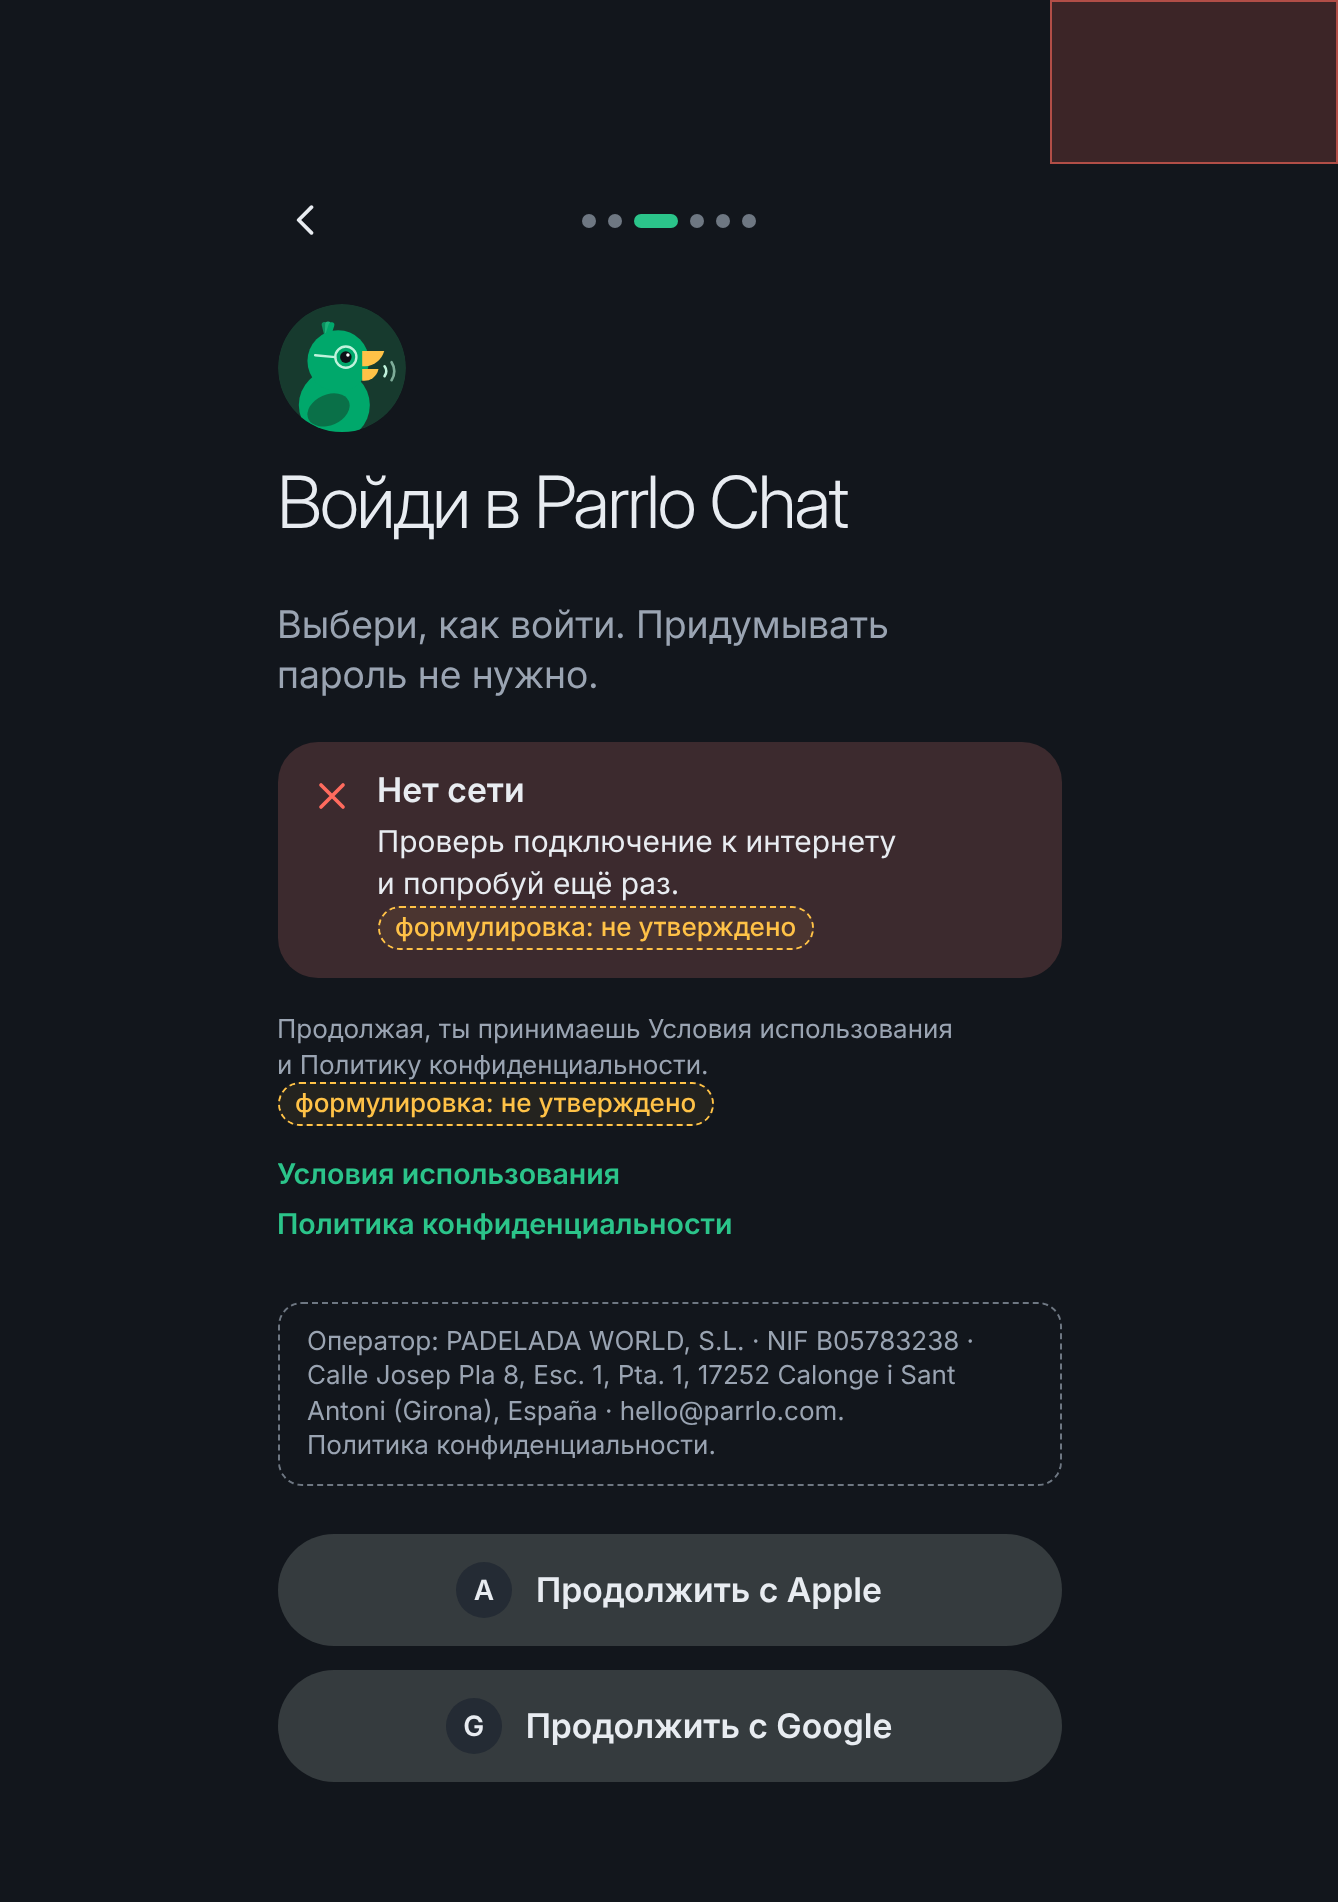 Войди в Parrlo Chat
Выбери, как войти. Придумывать
пароль не нужно.
Нет сети
Проверь подключение к интернету
и попробуй ещё раз.
формулировка: не утверждено
Продолжая, ты принимаешь Условия использования
и Политику конфиденциальности.
формулировка: не утверждено
Условия использования
Политика конфиденциальности
Оператор: PADELADA WORLD, S.L. · NIF B05783238 ·
Calle Josep Pla 8, Esc. 1, Pta. 1, 17252 Calonge i Sant
Antoni (Girona), España · hello@parrlo.com.
Политика конфиденциальности.
A Продолжить с Apple
G Продолжить с Google